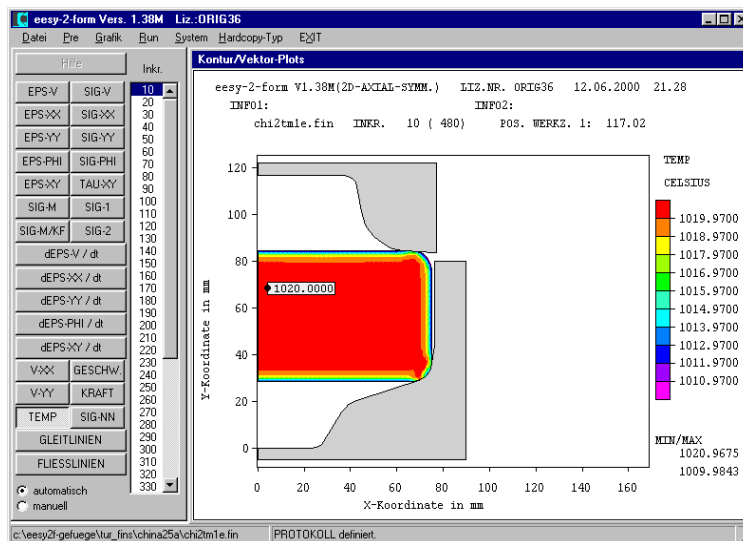 eesy-2-form Vers. 1.38M Liz.:ORIG36
Datei Pre Grafik Run System Hardcopy-Typ EXIT
Hilfe
Inkr.
EPS-V SIG-V
EPS-XX SIG-XX
EPS-YY SIG-YY
EPS-PHI SIG-PHI
EPS-XY TAU-XY
SIG-M SIG-1
SIG-M/KF SIG-2
dEPS-V / dt
dEPS-XX / dt
dEPS-YY / dt
dEPS-PHI / dt
dEPS-XY / dt
V-XX GESCHW.
V-YY KRAFT
TEMP SIG-NN
GLEITLINIEN
FLIESSLINIEN
automatisch
manuell
10
20
30
40
50
60
70
80
90
100
110
120
130
140
150
160
170
180
190
200
210
220
230
240
250
260
270
280
290
300
310
320
330
Kontur/Vektor-Plots
eesy-2-form V1.38M(2D-AXIAL-SYMM.) LIZ.NR. ORIG36 12.06.2000 21.28
INFO1: INFO2:
chi2tm1e.fin INKR. 10 ( 480) POS. WERKZ. 1: 117.02
120
100
80
60
40
20
0
Y-Koordinate in mm
1020.0000
0 20 40 60 80 100 120 140 160
X-Koordinate in mm
TEMP
CELSIUS
1019.9700
1018.9700
1017.9700
1016.9700
1015.9700
1014.9700
1013.9700
1012.9700
1011.9700
1010.9700
MIN/MAX
1020.9675
1009.9843
c:\eesy2f-gefuege\tur_fins\china25a\chi2tm1e.fin PROTOKOLL definiert.